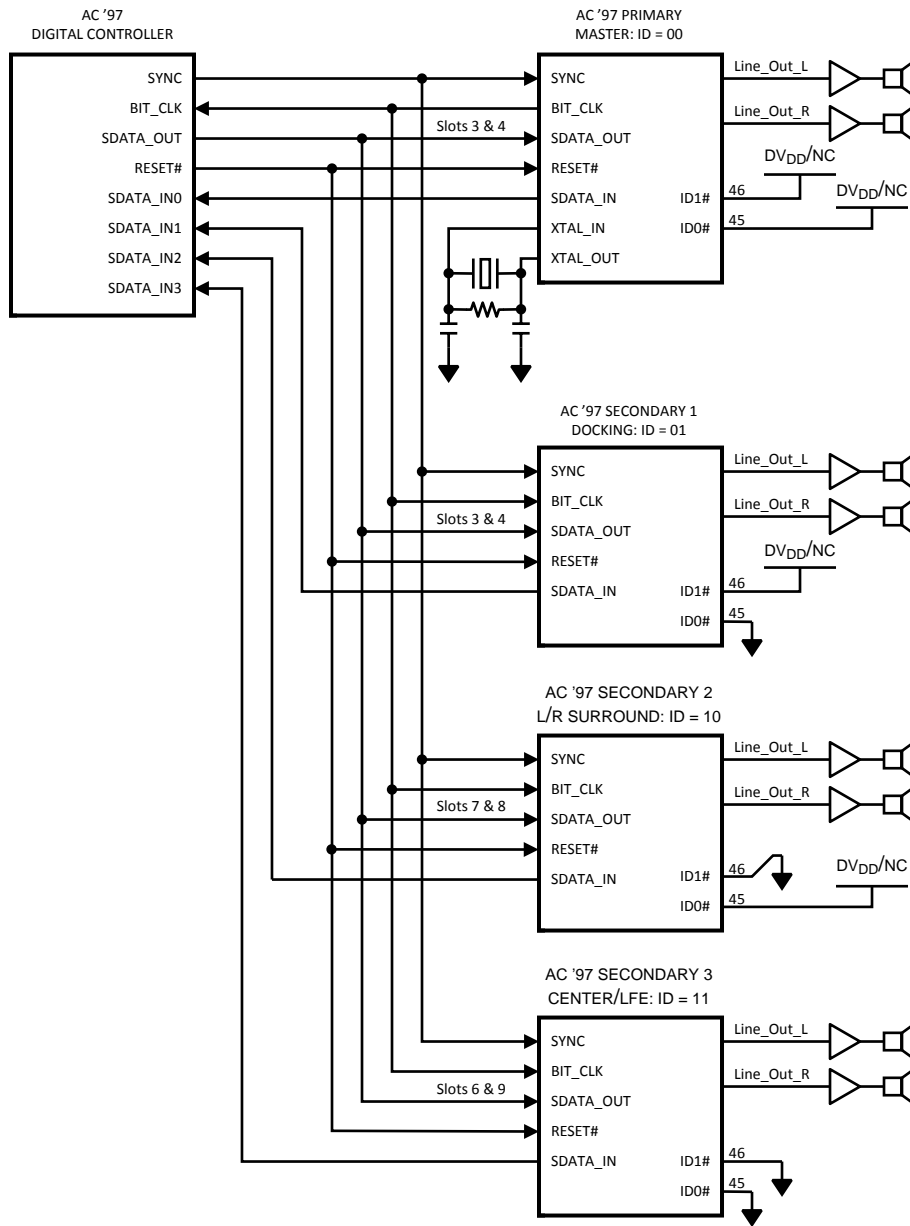 AC '97
DIGITAL CONTROLLER
SYNC
BIT_CLK
SDATA_OUT
RESET#
SDATA_IN0
SDATA_IN1
SDATA_IN2
SDATA_IN3
AC '97 PRIMARY
MASTER: ID = 00
Slots 3 & 4
SYNC
BIT_CLK
SDATA_OUT
RESET#
SDATA_IN
XTAL_IN
XTAL_OUT
ID1#
ID0#
46
45
Line_Out_L
Line_Out_R
DVDD/NC
DVDD/NC
AC '97 SECONDARY 1
DOCKING: ID = 01
Slots 3 & 4
SYNC
BIT_CLK
SDATA_OUT
RESET#
SDATA_IN
ID1#
ID0#
46
45
Line_Out_L
Line_Out_R
DVDD/NC
AC '97 SECONDARY 2
L/R SURROUND: ID = 10
Slots 7 & 8
SYNC
BIT_CLK
SDATA_OUT
RESET#
SDATA_IN
ID1#
ID0#
46
45
Line_Out_L
Line_Out_R
DVDD/NC
AC '97 SECONDARY 3
CENTER/LFE: ID = 11
Slots 6 & 9
SYNC
BIT_CLK
SDATA_OUT
RESET#
SDATA_IN
ID1#
ID0#
46
45
Line_Out_L
Line_Out_R